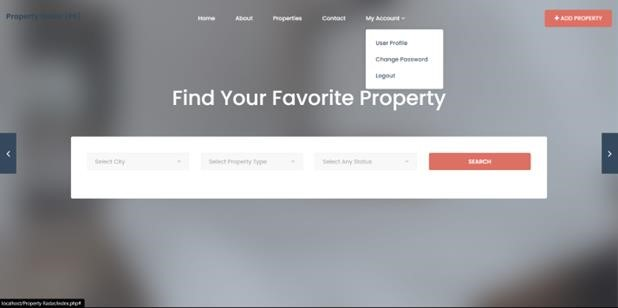 Property Radar [PR]
Home About Properties Contact My Account
+ ADD PROPERTY
User Profile
Change Password
Logout
Find Your Favorite Property
Select City
Select Property Type
Select Any Status
SEARCH
localhost/Property Radar/index.php#